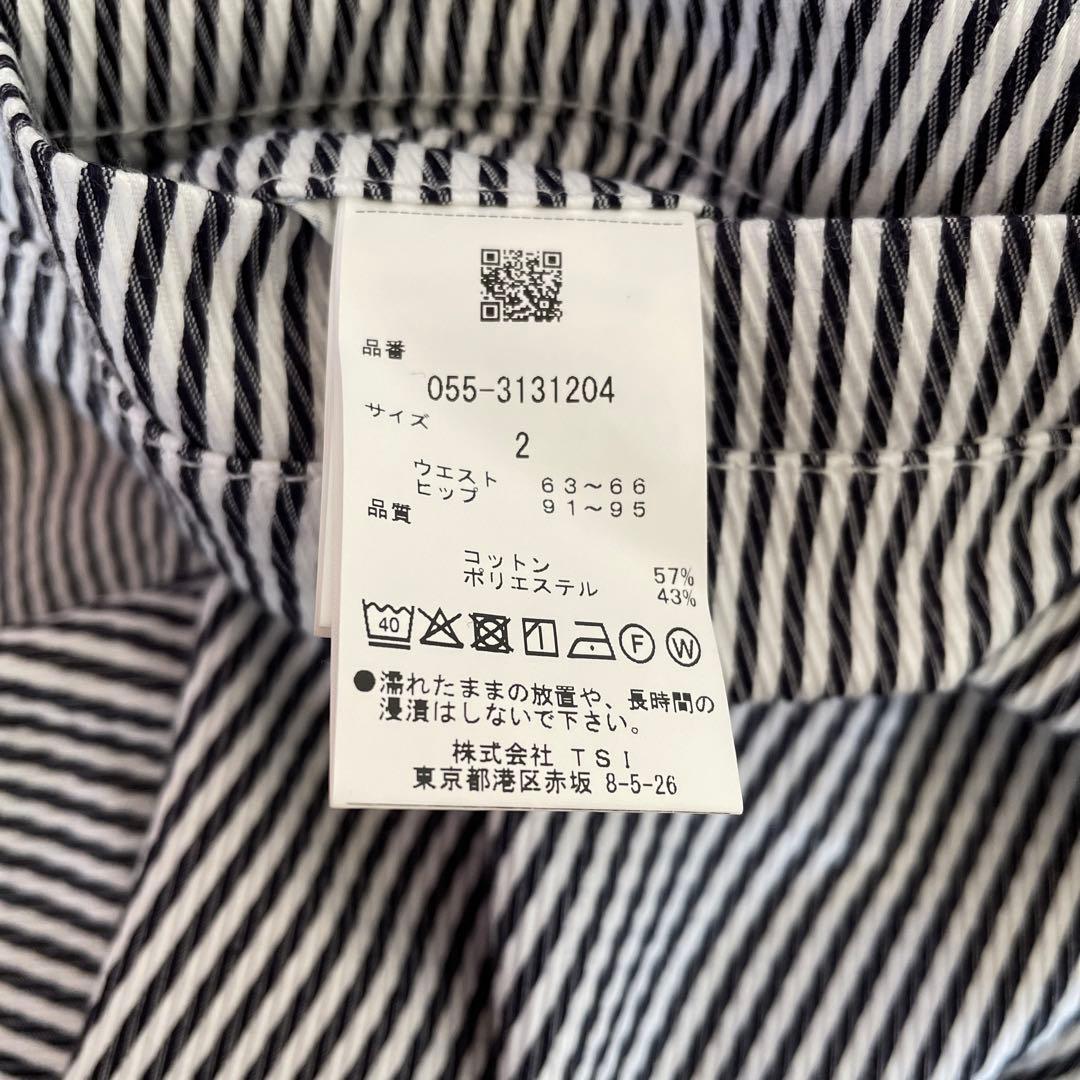 品番
055-3131204
サイズ
2
ウエスト 63～66
ヒップ 91～95
品質
コットン 57%
ポリエステル 43%
40 F W
●濡れたままの放置や、長時間の
浸漬はしないで下さい。
株式会社 TSI
東京都港区赤坂 8-5-26